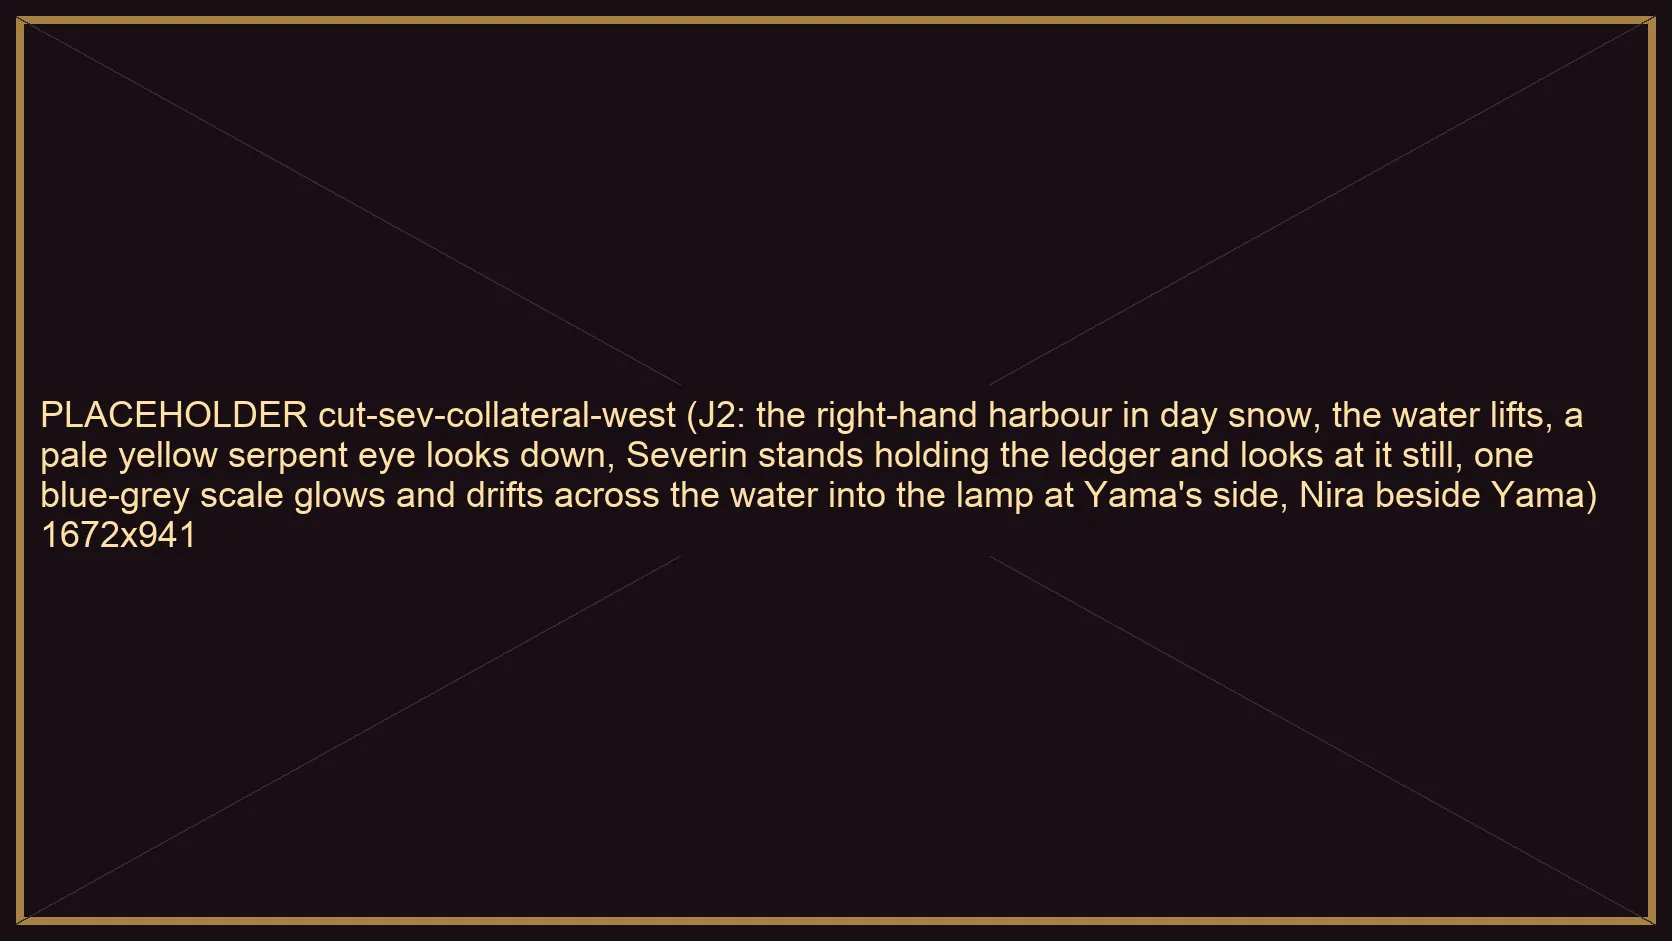 PLACEHOLDER cut-sev-collateral-west (J2: the right-hand harbour in day snow, the water lifts, a
pale yellow serpent eye looks down, Severin stands holding the ledger and looks at it still, one
blue-grey scale glows and drifts across the water into the lamp at Yama's side, Nira beside Yama)
1672x941